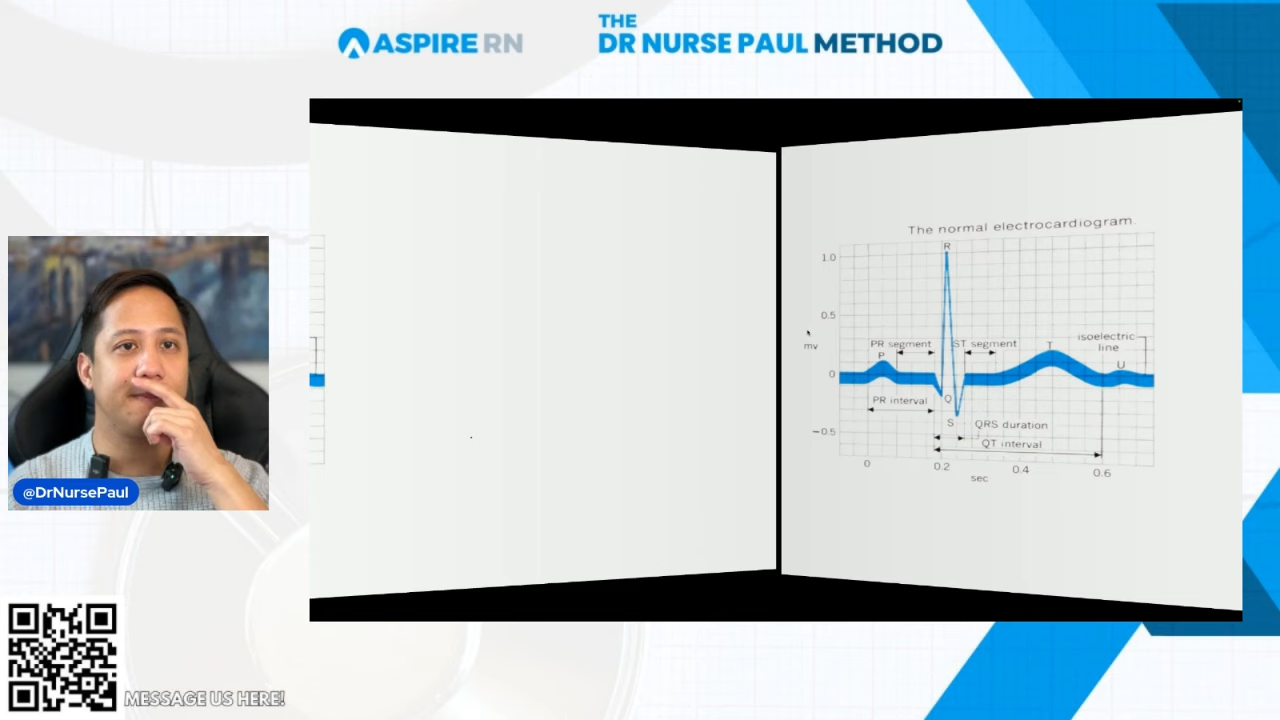 ASPIRE RN
THE
DR NURSE PAUL METHOD
The normal electrocardiogram.
R
1.0
0.5
mv
0
−0.5
PR segment
ST segment
isoelectric
line
P
T
U
PR interval
Q
S
QRS duration
QT interval
0
0.2
0.4
0.6
sec
@DrNursePaul
MESSAGE US HERE!